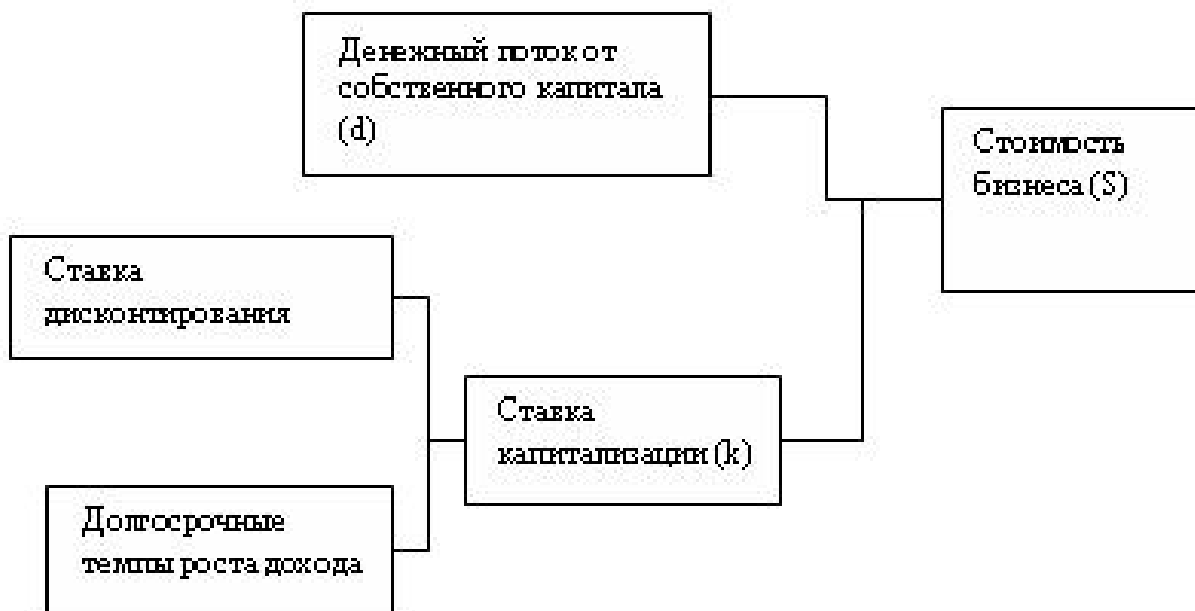 Денежный поток от
собственного капитала
(d)
Стоимость
бизнеса (S)
Ставка
дисконтирования
Ставка
капитализации (k)
Долгосрочные
темпы роста дохода